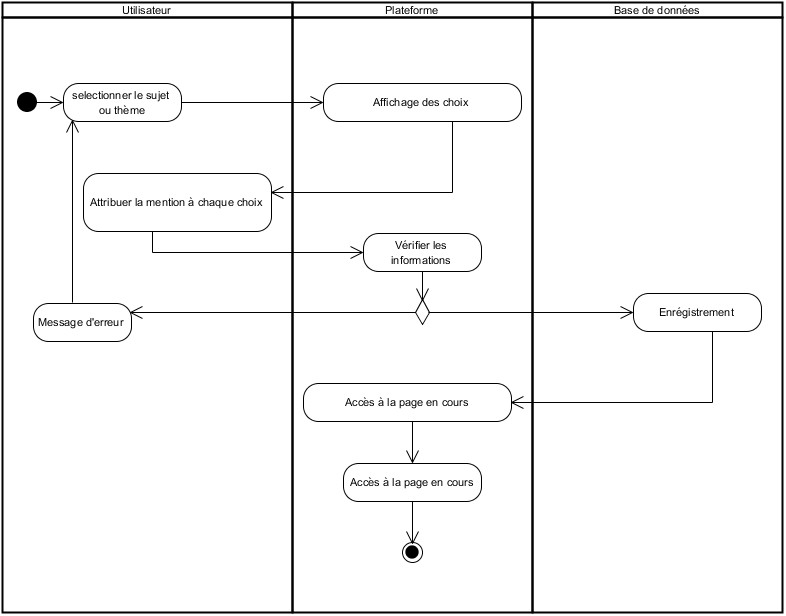 Utilisateur
Plateforme
Base de données
selectionner le sujet
ou thème
Affichage des choix
Attribuer la mention à chaque choix
Vérifier les
informations
Message d'erreur
Enrégistrement
Accès à la page en cours
Accès à la page en cours